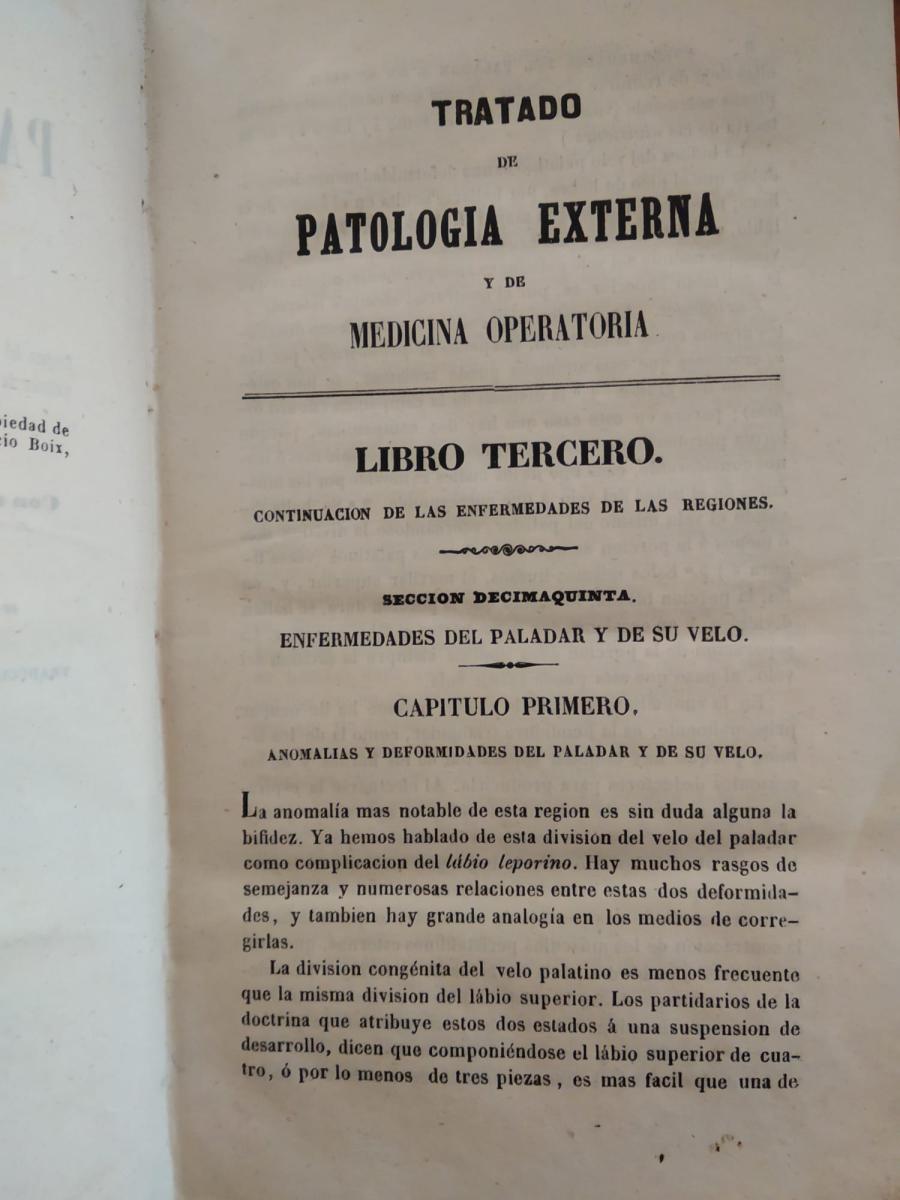 piedad de
cio Boix,
TRATADO
DE
PATOLOGIA EXTERNA
Y DE
MEDICINA OPERATORIA
LIBRO TERCERO.
CONTINUACION DE LAS ENFERMEDADES DE LAS REGIONES.
SECCION DECIMAQUINTA.
ENFERMEDADES DEL PALADAR Y DE SU VELO.
CAPITULO PRIMERO.
ANOMALIAS Y DEFORMIDADES DEL PALADAR Y DE SU VELO.
La anomalía mas notable de esta region es sin duda alguna la
bifidez. Ya hemos hablado de esta division del velo del paladar
como complicacion del lábio leporino. Hay muchos rasgos de
semejanza y numerosas relaciones entre estas dos deformida-
des, y tambien hay grande analogía en los medios de corre-
girlas.
La division congénita del velo palatino es menos frecuente
que la misma division del lábio superior. Los partidarios de la
doctrina que atribuye estos dos estados á una suspension de
desarrollo, dicen que componiéndose el lábio superior de cua-
tro, ó por lo menos de tres piezas, es mas facil que una de